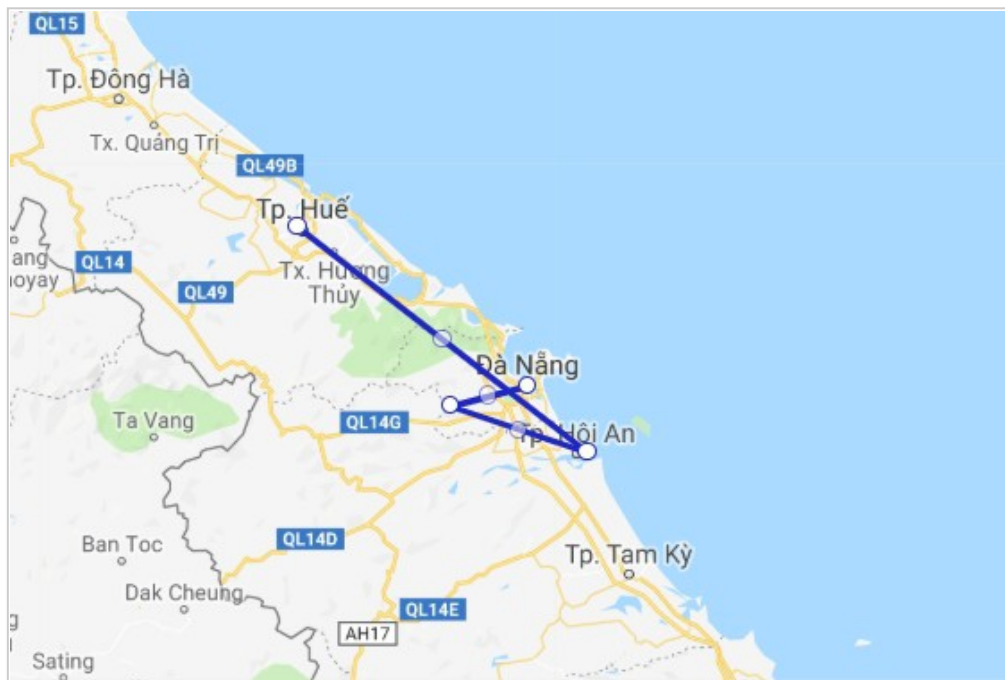 QL15
Tp. Đông Hà
Tx. Quảng Trị
QL49B
Tp. Huế
ang
QL14
Tx. Hương
Thủy
QL49
Đà Nẵng
Ta Vang
QL14G
Tp. Hội An
QL14D
Ban Toc
Tp. Tam Kỳ
Dak Cheung
QL14E
AH17
Sating